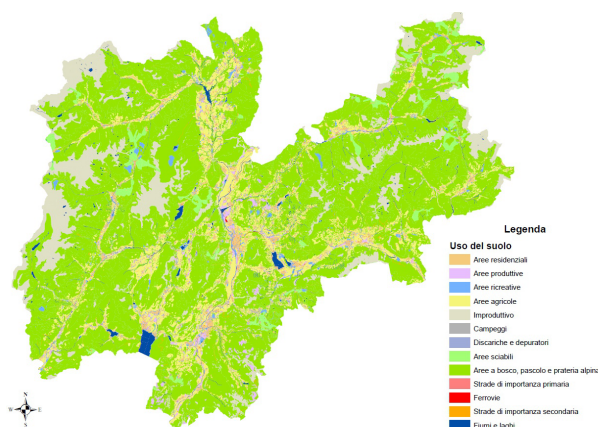 Legenda
Uso del suolo
Aree residenziali
Aree produttive
Aree ricreative
Aree agricole
Improduttivo
Campeggi
Discariche e depuratori
Aree sciabili
Aree a bosco, pascolo e prateria alpina
Strade di importanza primaria
Ferrovie
Strade di importanza secondaria
Fiumi e laghi
N
W E
S